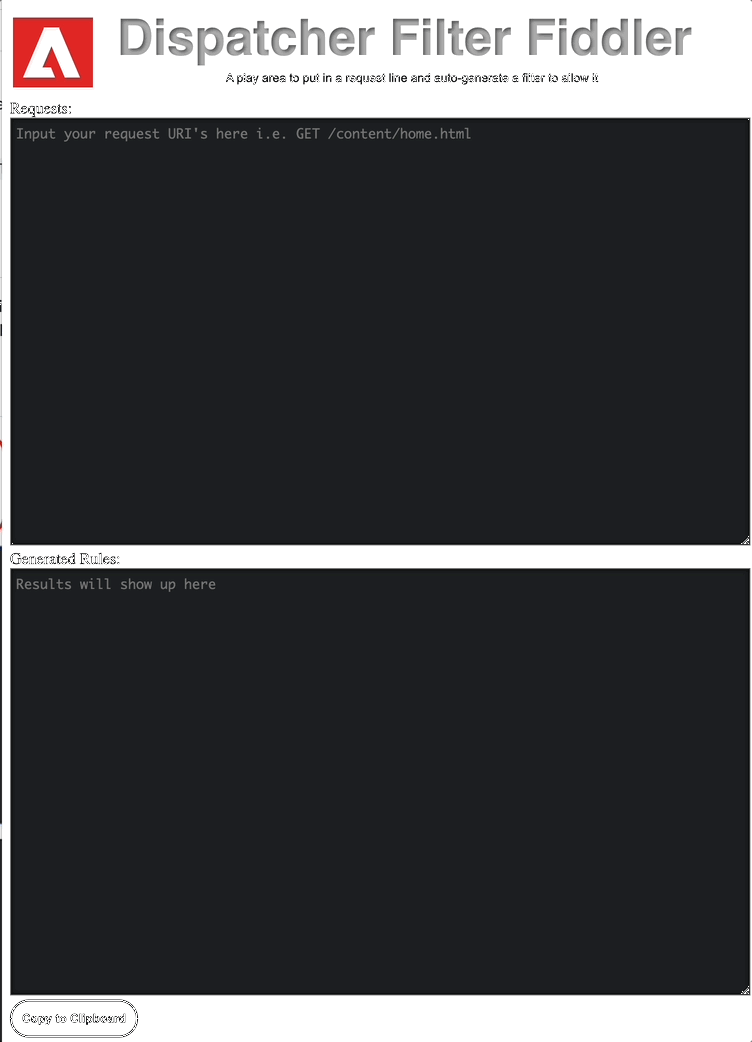 Dispatcher Filter Fiddler
A play area to put in a request line and auto-generate a filter to allow it
Requests:
Input your request URI's here i.e. GET /content/home.html
Generated Rules:
Results will show up here
Copy to Clipboard